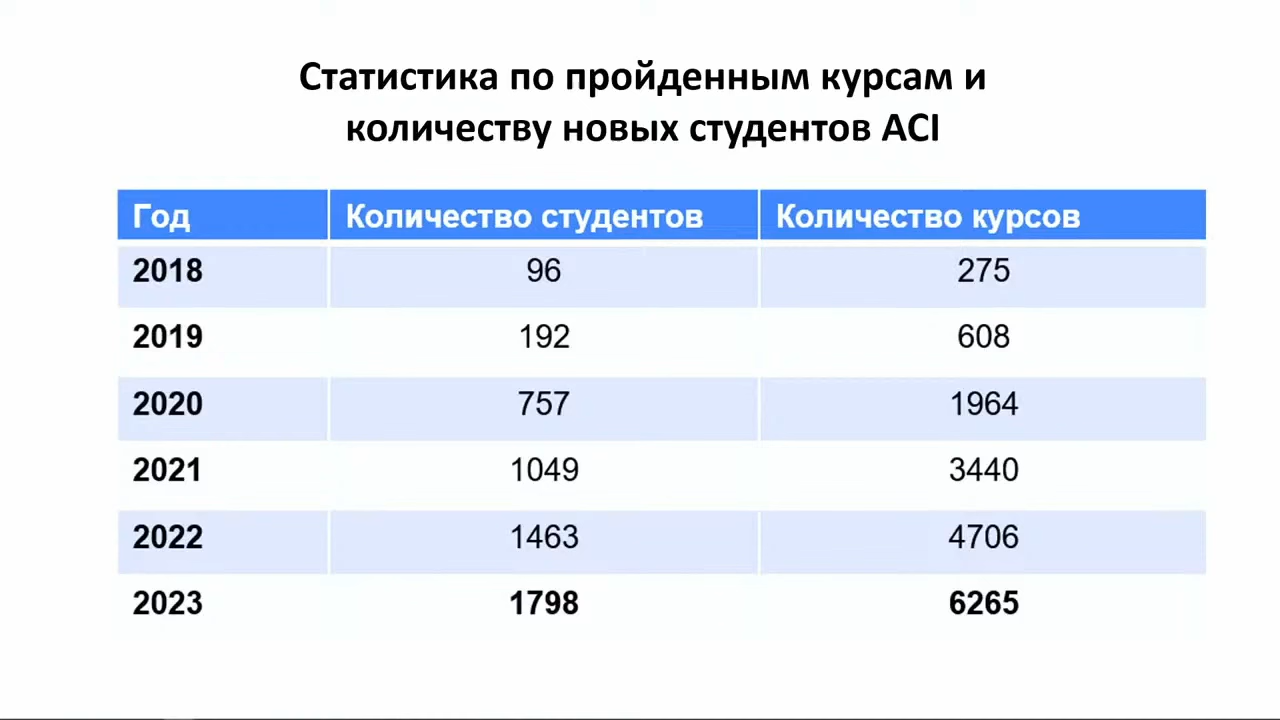 Статистика по пройденным курсам и
количеству новых студентов ACI
Год Количество студентов Количество курсов
2018 96 275
2019 192 608
2020 757 1964
2021 1049 3440
2022 1463 4706
2023 1798 6265